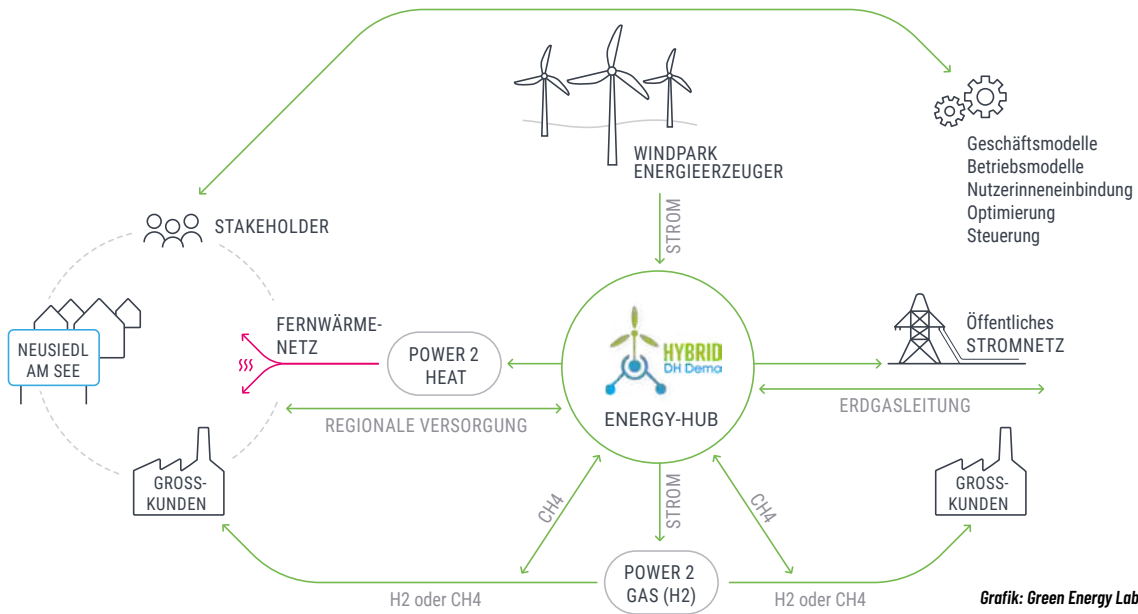 WINDPARK
ENERGIEERZEUGER
Geschäftsmodelle
Betriebsmodelle
Nutzerinneneinbindung
Optimierung
Steuerung
STAKEHOLDER
STROM
NEUSIEDL
AM SEE
FERNWÄRME-
NETZ
POWER 2
HEAT
HYBRID
DH Demo
ENERGY-HUB
Öffentliches
STROMNETZ
REGIONALE VERSORGUNG
ERDGASLEITUNG
GROSS-
KUNDEN
CH4
STROM
CH4
GROSS-
KUNDEN
POWER 2
GAS (H2)
H2 oder CH4
H2 oder CH4
Grafik: Green Energy Lab